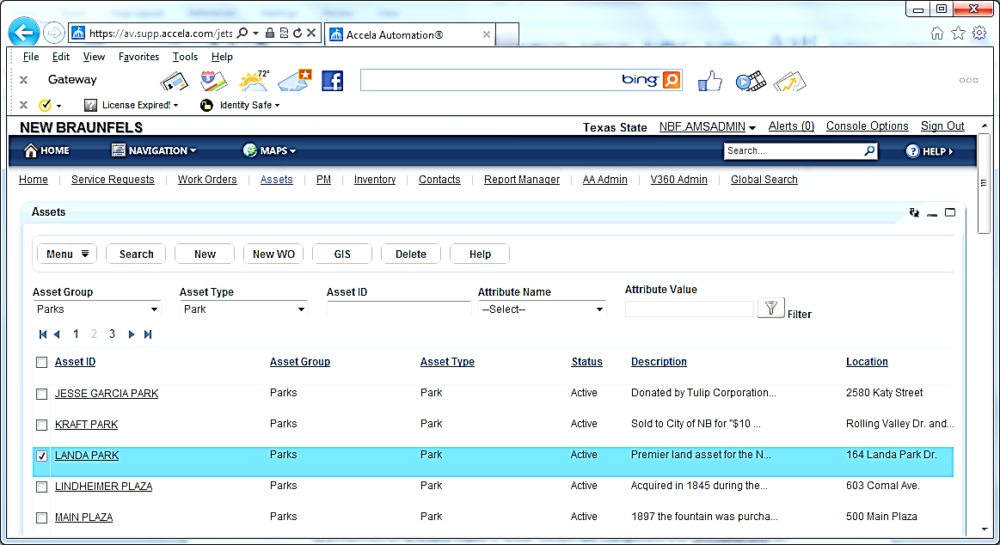 https://av.supp.accela.com/jets
Accela Automation®
File Edit View Favorites Tools Help
x Gateway 72° bing
x License Expired! Identity Safe
NEW BRAUNFELS Texas State NBF.AMSADMIN Alerts (0) Console Options Sign Out
HOME NAVIGATION MAPS Search... HELP
Home Service Requests Work Orders Assets PM Inventory Contacts Report Manager AA Admin V360 Admin Global Search
Assets
Menu Search New New WO GIS Delete Help
Asset Group Asset Type Asset ID Attribute Name Attribute Value
Parks Park --Select-- Filter
1 2 3
Asset ID Asset Group Asset Type Status Description Location
JESSE GARCIA PARK Parks Park Active Donated by Tulip Corporation... 2580 Katy Street
KRAFT PARK Parks Park Active Sold to City of NB for "$10 ... Rolling Valley Dr. and...
LANDA PARK Parks Park Active Premier land asset for the N... 164 Landa Park Dr.
LINDHEIMER PLAZA Parks Park Active Acquired in 1845 during the... 603 Comal Ave.
MAIN PLAZA Parks Park Active 1897 the fountain was purcha... 500 Main Plaza